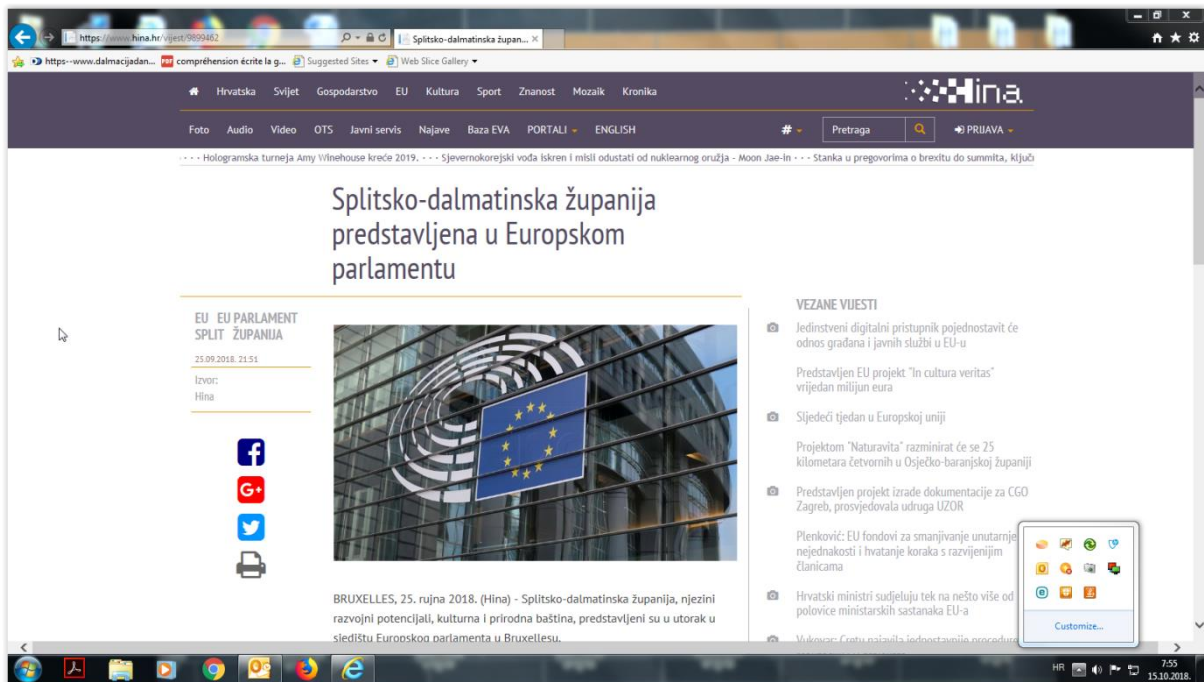 https://www.hina.hr/vijest/9899462
Splitsko-dalmatinska župan...
https--www.dalmacijadan...
compréhension écrite la g...
Suggested Sites
Web Slice Gallery
Hrvatska Svijet Gospodarstvo EU Kultura Sport Znanost Mozaik Kronika
Hina
Foto Audio Video OTS Javni servis Najave Baza EVA PORTALI ENGLISH # Pretraga PRIJAVA
· · · Hologramska turneja Amy Winehouse kreće 2019. · · · Sjevernokorejski vođa iskren i misli odustati od nuklearnog oružja - Moon Jae-in · · · Stanka u pregovorima o brexitu do summita, ključ
Splitsko-dalmatinska županija
predstavljena u Europskom
parlamentu
EU EU PARLAMENT
SPLIT ŽUPANIJA
25.09.2018. 21:51
Izvor:
Hina
BRUXELLES, 25. rujna 2018. (Hina) - Splitsko-dalmatinska županija, njezini
razvojni potencijali, kulturna i prirodna baština, predstavljeni su u utorak u
sjedištu Europskog parlamenta u Bruxellesu.
VEZANE VIJESTI
Jedinstveni digitalni pristupnik pojednostavit će
odnos građana i javnih službi u EU-u
Predstavljen EU projekt "In cultura veritas"
vrijedan milijun eura
Sljedeći tjedan u Europskoj uniji
Projektom "Naturavita" razminirat će se 25
kilometara četvornih u Osječko-baranjskoj županiji
Predstavljen projekt izrade dokumentacije za CGO
Zagreb, prosvjedovala udruga UZOR
Plenković: EU fondovi za smanjivanje unutarnje
nejednakosti i hvatanje koraka s razvijenijim
članicama
Hrvatski ministri sudjeluju tek na nešto više od
polovice ministarskih sastanaka EU-a
Vukovar: Crețu najavila jednostavnije procedure
Customize...
HR
7:55
15.10.2018.